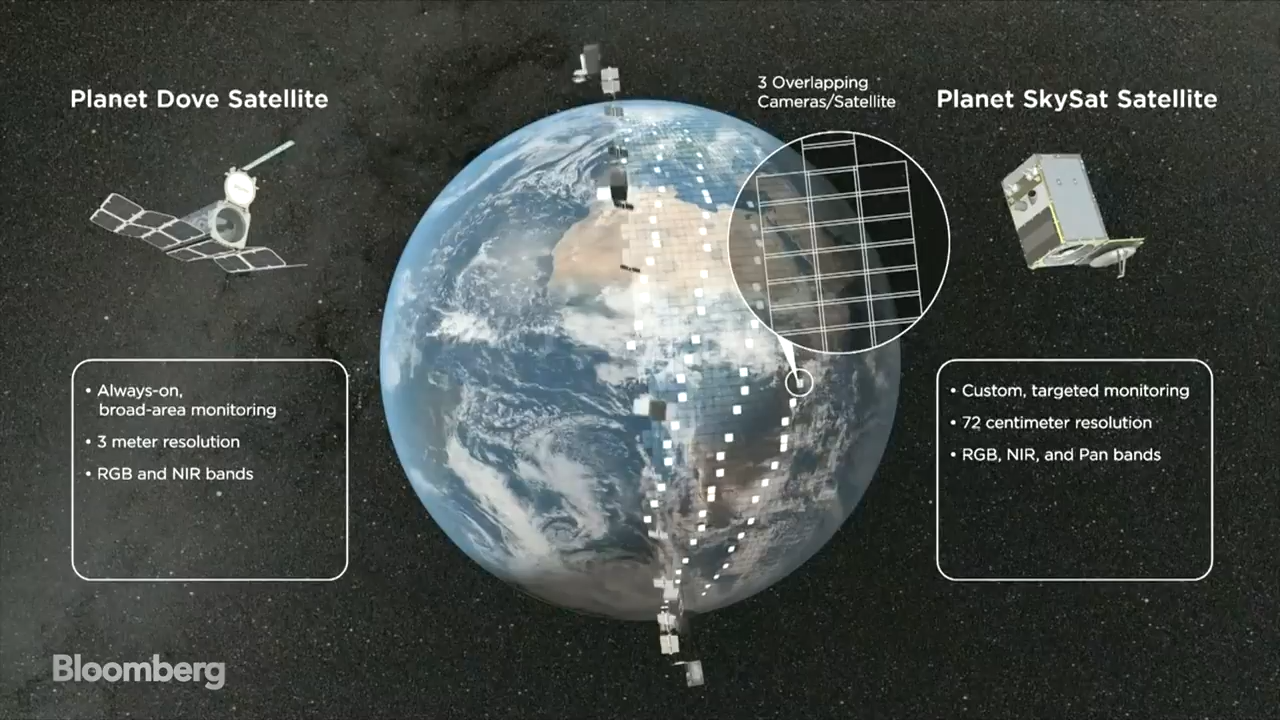 Planet Dove Satellite
3 Overlapping
Cameras/Satellite
Planet SkySat Satellite
• Always-on,
broad-area monitoring
• 3 meter resolution
• RGB and NIR bands
• Custom, targeted monitoring
• 72 centimeter resolution
• RGB, NIR, and Pan bands
Bloomberg